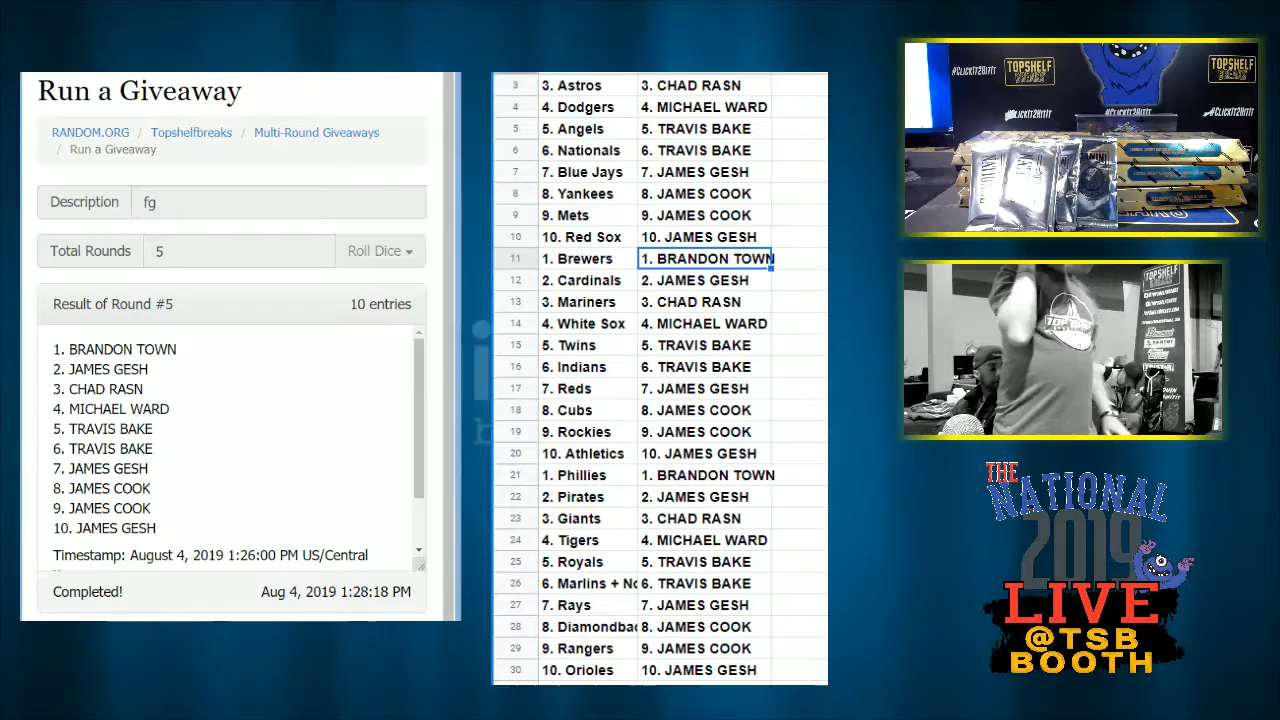 Run a Giveaway
RANDOM.ORG / Topshelfbreaks / Multi-Round Giveaways
/ Run a Giveaway
Description fg
Total Rounds 5 Roll Dice
Result of Round #5 10 entries
1. BRANDON TOWN
2. JAMES GESH
3. CHAD RASN
4. MICHAEL WARD
5. TRAVIS BAKE
6. TRAVIS BAKE
7. JAMES GESH
8. JAMES COOK
9. JAMES COOK
10. JAMES GESH
Timestamp: August 4, 2019 1:26:00 PM US/Central
Completed! Aug 4, 2019 1:28:18 PM
3 3. Astros 3. CHAD RASN
4 4. Dodgers 4. MICHAEL WARD
5 5. Angels 5. TRAVIS BAKE
6 6. Nationals 6. TRAVIS BAKE
7 7. Blue Jays 7. JAMES GESH
8 8. Yankees 8. JAMES COOK
9 9. Mets 9. JAMES COOK
10 10. Red Sox 10. JAMES GESH
11 1. Brewers 1. BRANDON TOWN
12 2. Cardinals 2. JAMES GESH
13 3. Mariners 3. CHAD RASN
14 4. White Sox 4. MICHAEL WARD
15 5. Twins 5. TRAVIS BAKE
16 6. Indians 6. TRAVIS BAKE
17 7. Reds 7. JAMES GESH
18 8. Cubs 8. JAMES COOK
19 9. Rockies 9. JAMES COOK
20 10. Athletics 10. JAMES GESH
21 1. Phillies 1. BRANDON TOWN
22 2. Pirates 2. JAMES GESH
23 3. Giants 3. CHAD RASN
24 4. Tigers 4. MICHAEL WARD
25 5. Royals 5. TRAVIS BAKE
26 6. Marlins + No 6. TRAVIS BAKE
27 7. Rays 7. JAMES GESH
28 8. Diamondbac 8. JAMES COOK
29 9. Rangers 9. JAMES COOK
30 10. Orioles 10. JAMES GESH
#CLICKIT2HITIT
TOPSHELF
BREAKS
TOPSHELF
BREAKS
#CLICKIT2HITIT
#CLICKIT2HITIT
#CLICKIT2HITIT
TOPSHELF
BREAKS
THE
NATIONAL
2019
LIVE
@TSB
BOOTH